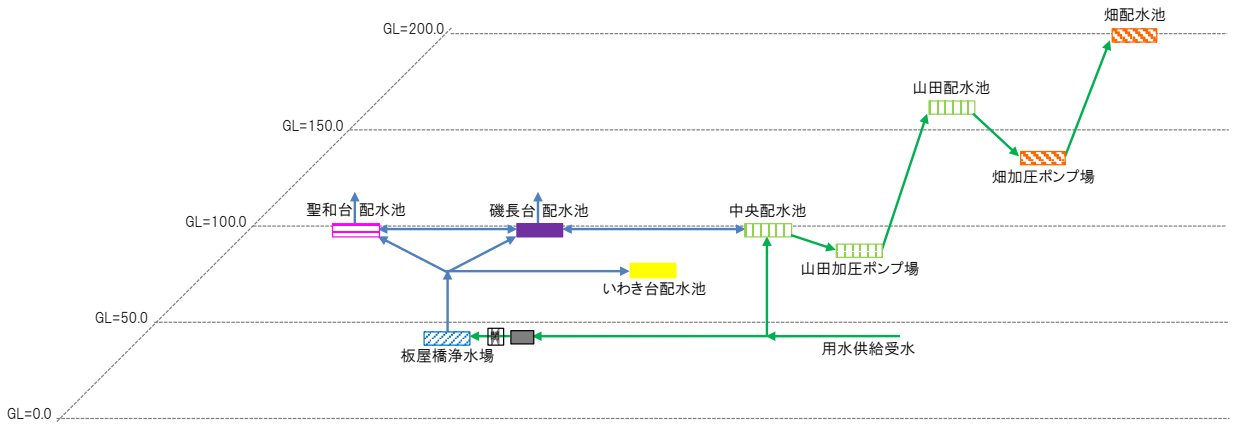 畑配水池
GL=200.0
山田配水池
GL=150.0
畑加圧ポンプ場
聖和台 配水池
磯長台 配水池
中央配水池
GL=100.0
山田加圧ポンプ場
いわき台配水池
GL=50.0
板屋橋浄水場
用水供給受水
GL=0.0